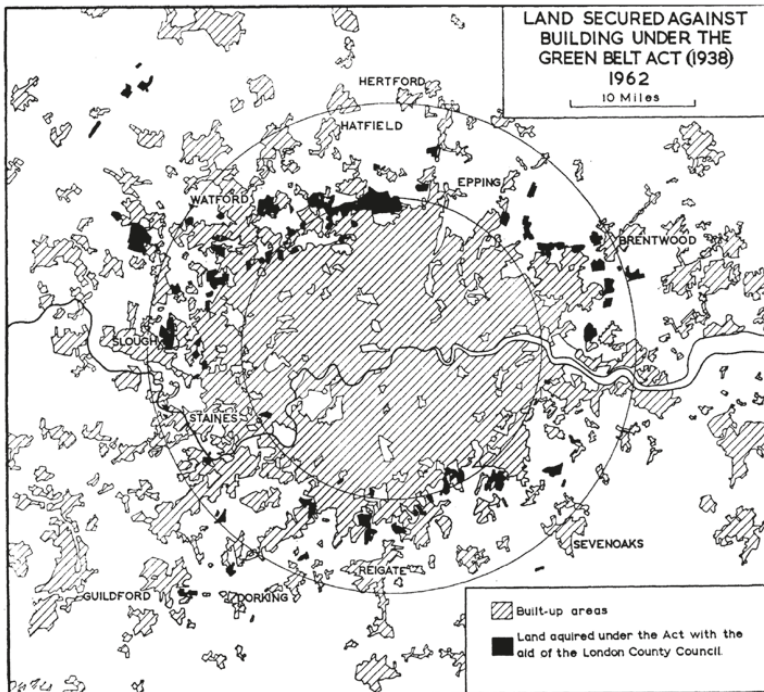 LAND SECURED AGAINST
BUILDING UNDER THE
GREEN BELT ACT (1938)
1962
10 Miles
HERTFORD
HATFIELD
EPPING
WATFORD
BRENTWOOD
SLOUGH
STAINES
SEVENOAKS
REIGATE
GUILDFORD
DORKING
Built-up areas
Land aquired under the Act with the
aid of the London County Council.